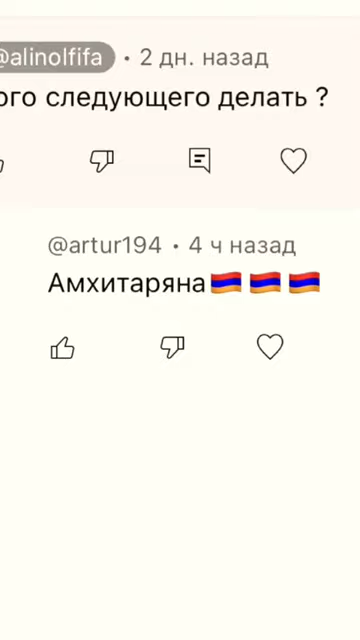 @alinolfifa • 2 дн. назад
ого следующего делать ?
@artur194 • 4 ч назад
Амхитаряна🇦🇲🇦🇲🇦🇲